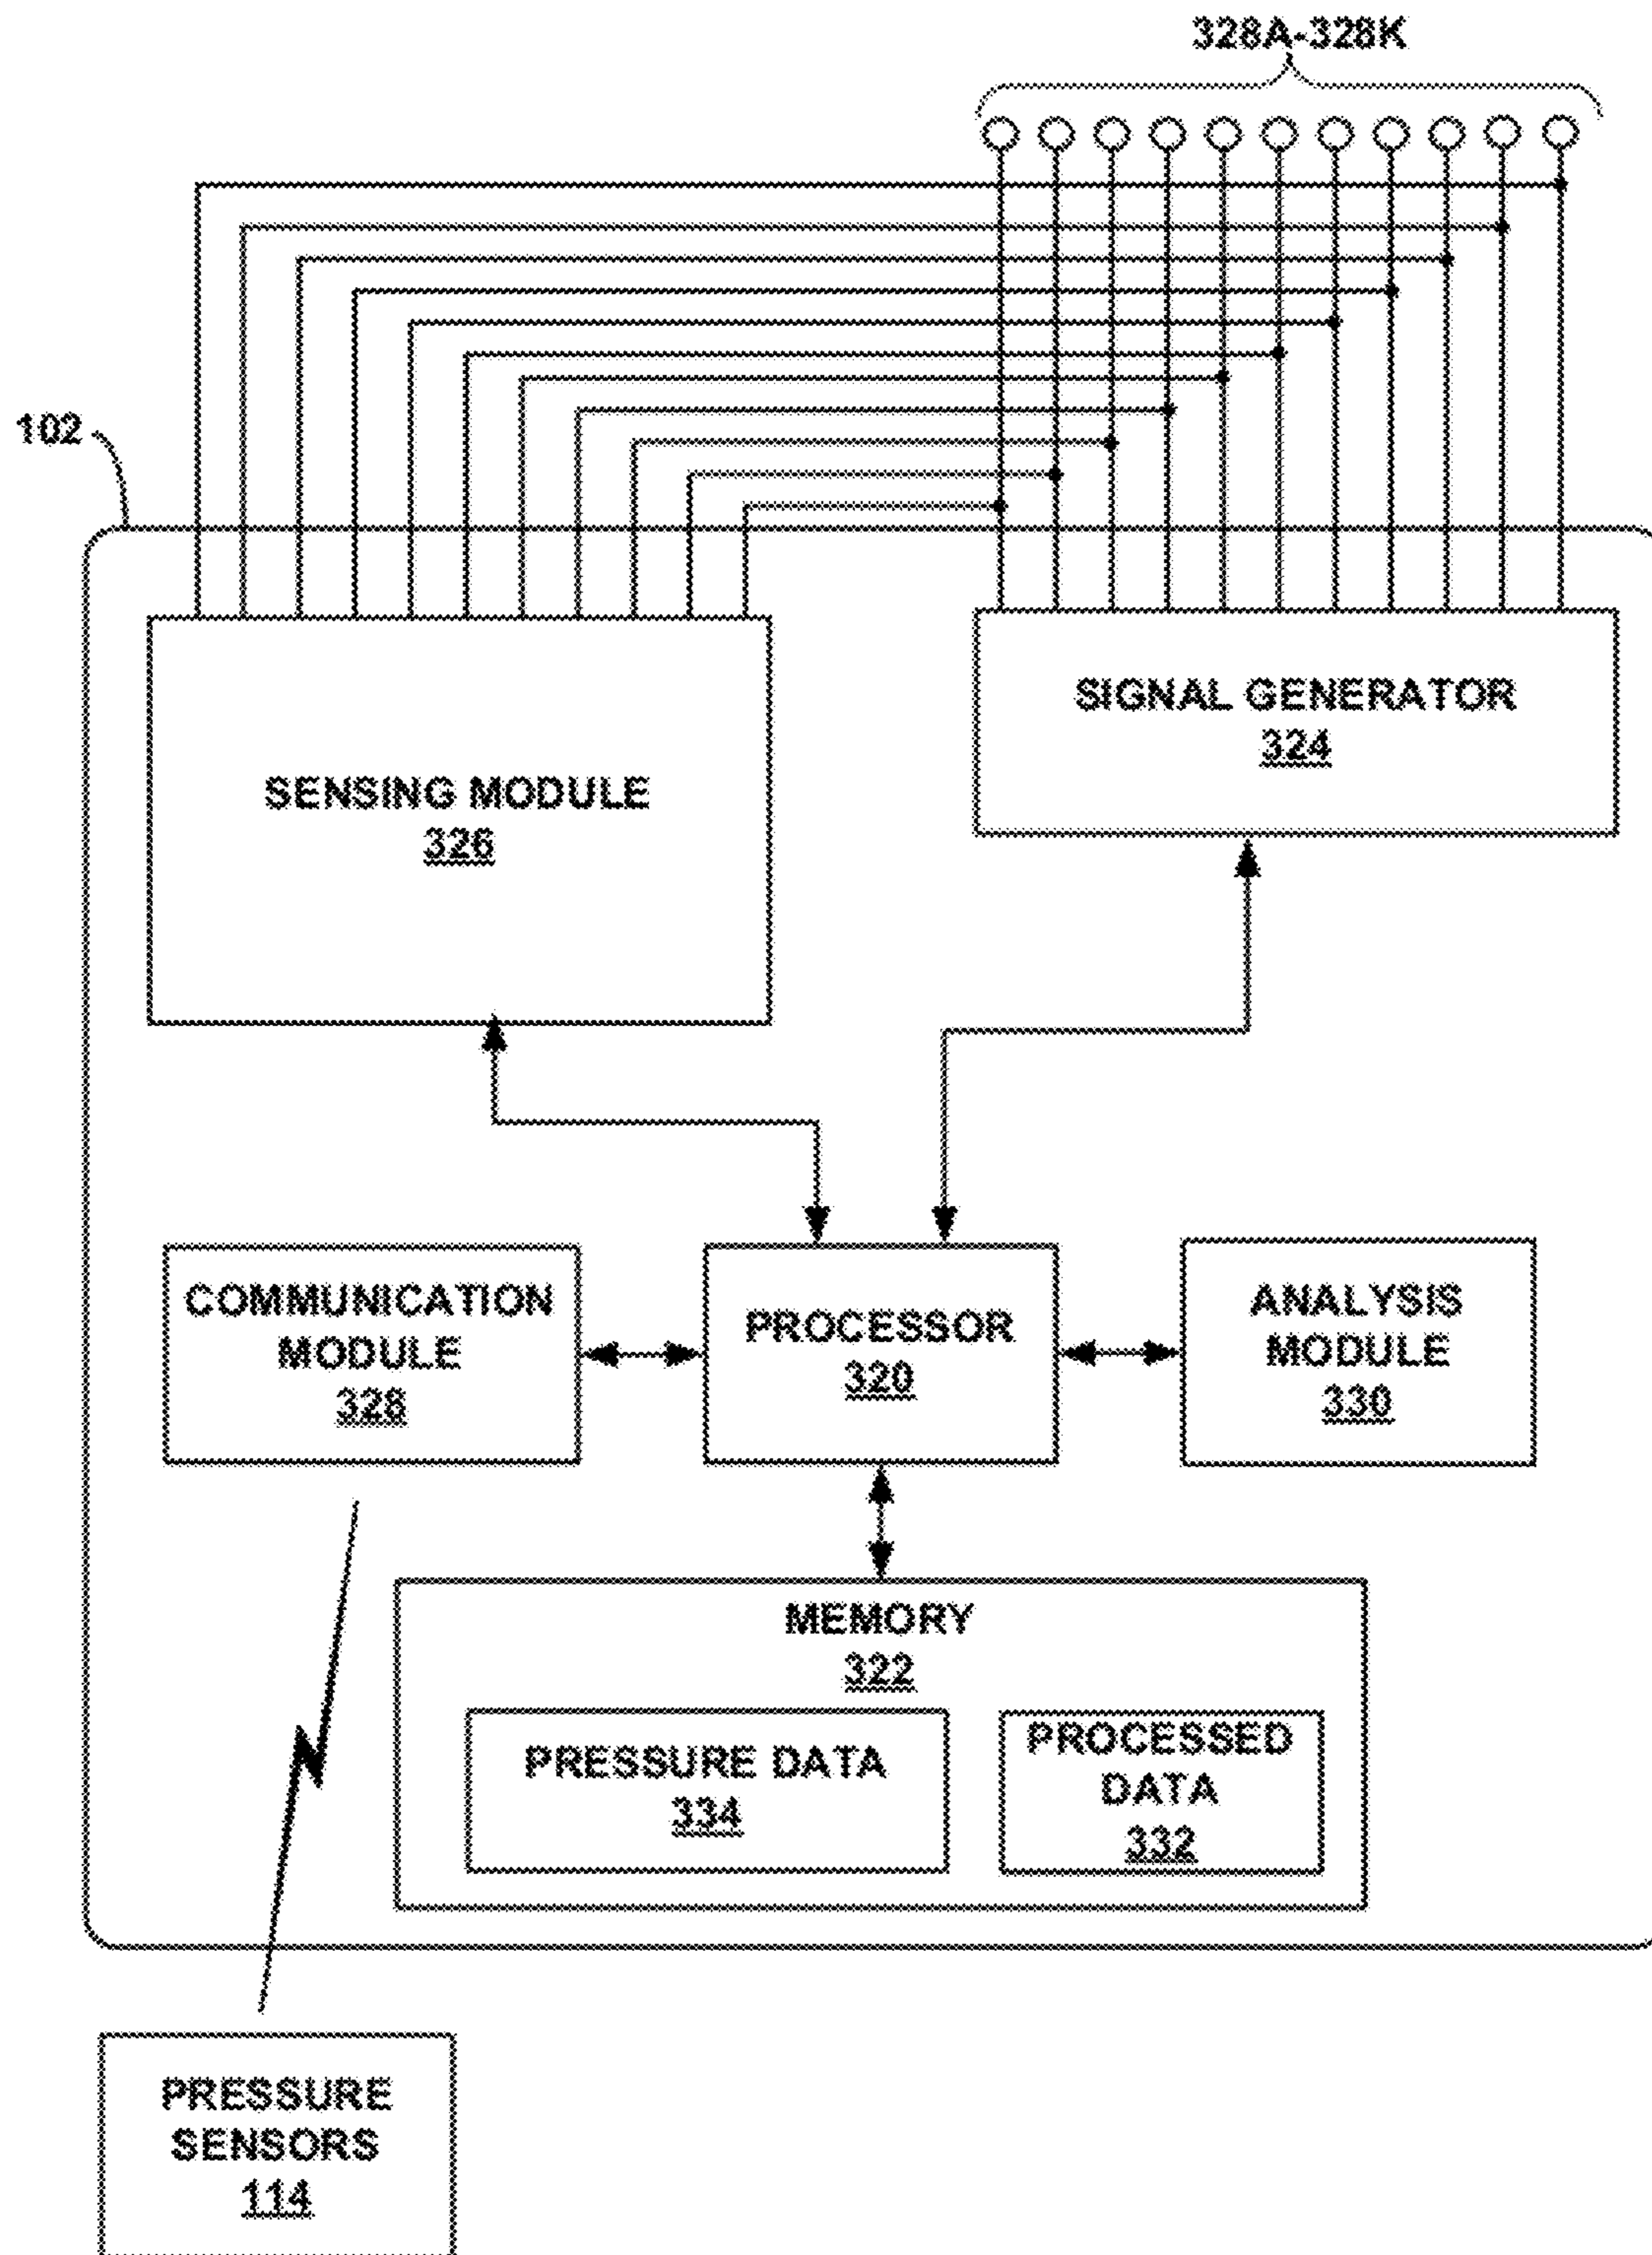 328A-328K
102
SIGNAL GENERATOR
324
SENSING MODULE
326
COMMUNICATION
MODULE
328
PROCESSOR
320
ANALYSIS
MODULE
330
MEMORY
322
PRESSURE DATA
334
PROCESSED
DATA
332
PRESSURE
SENSORS
114